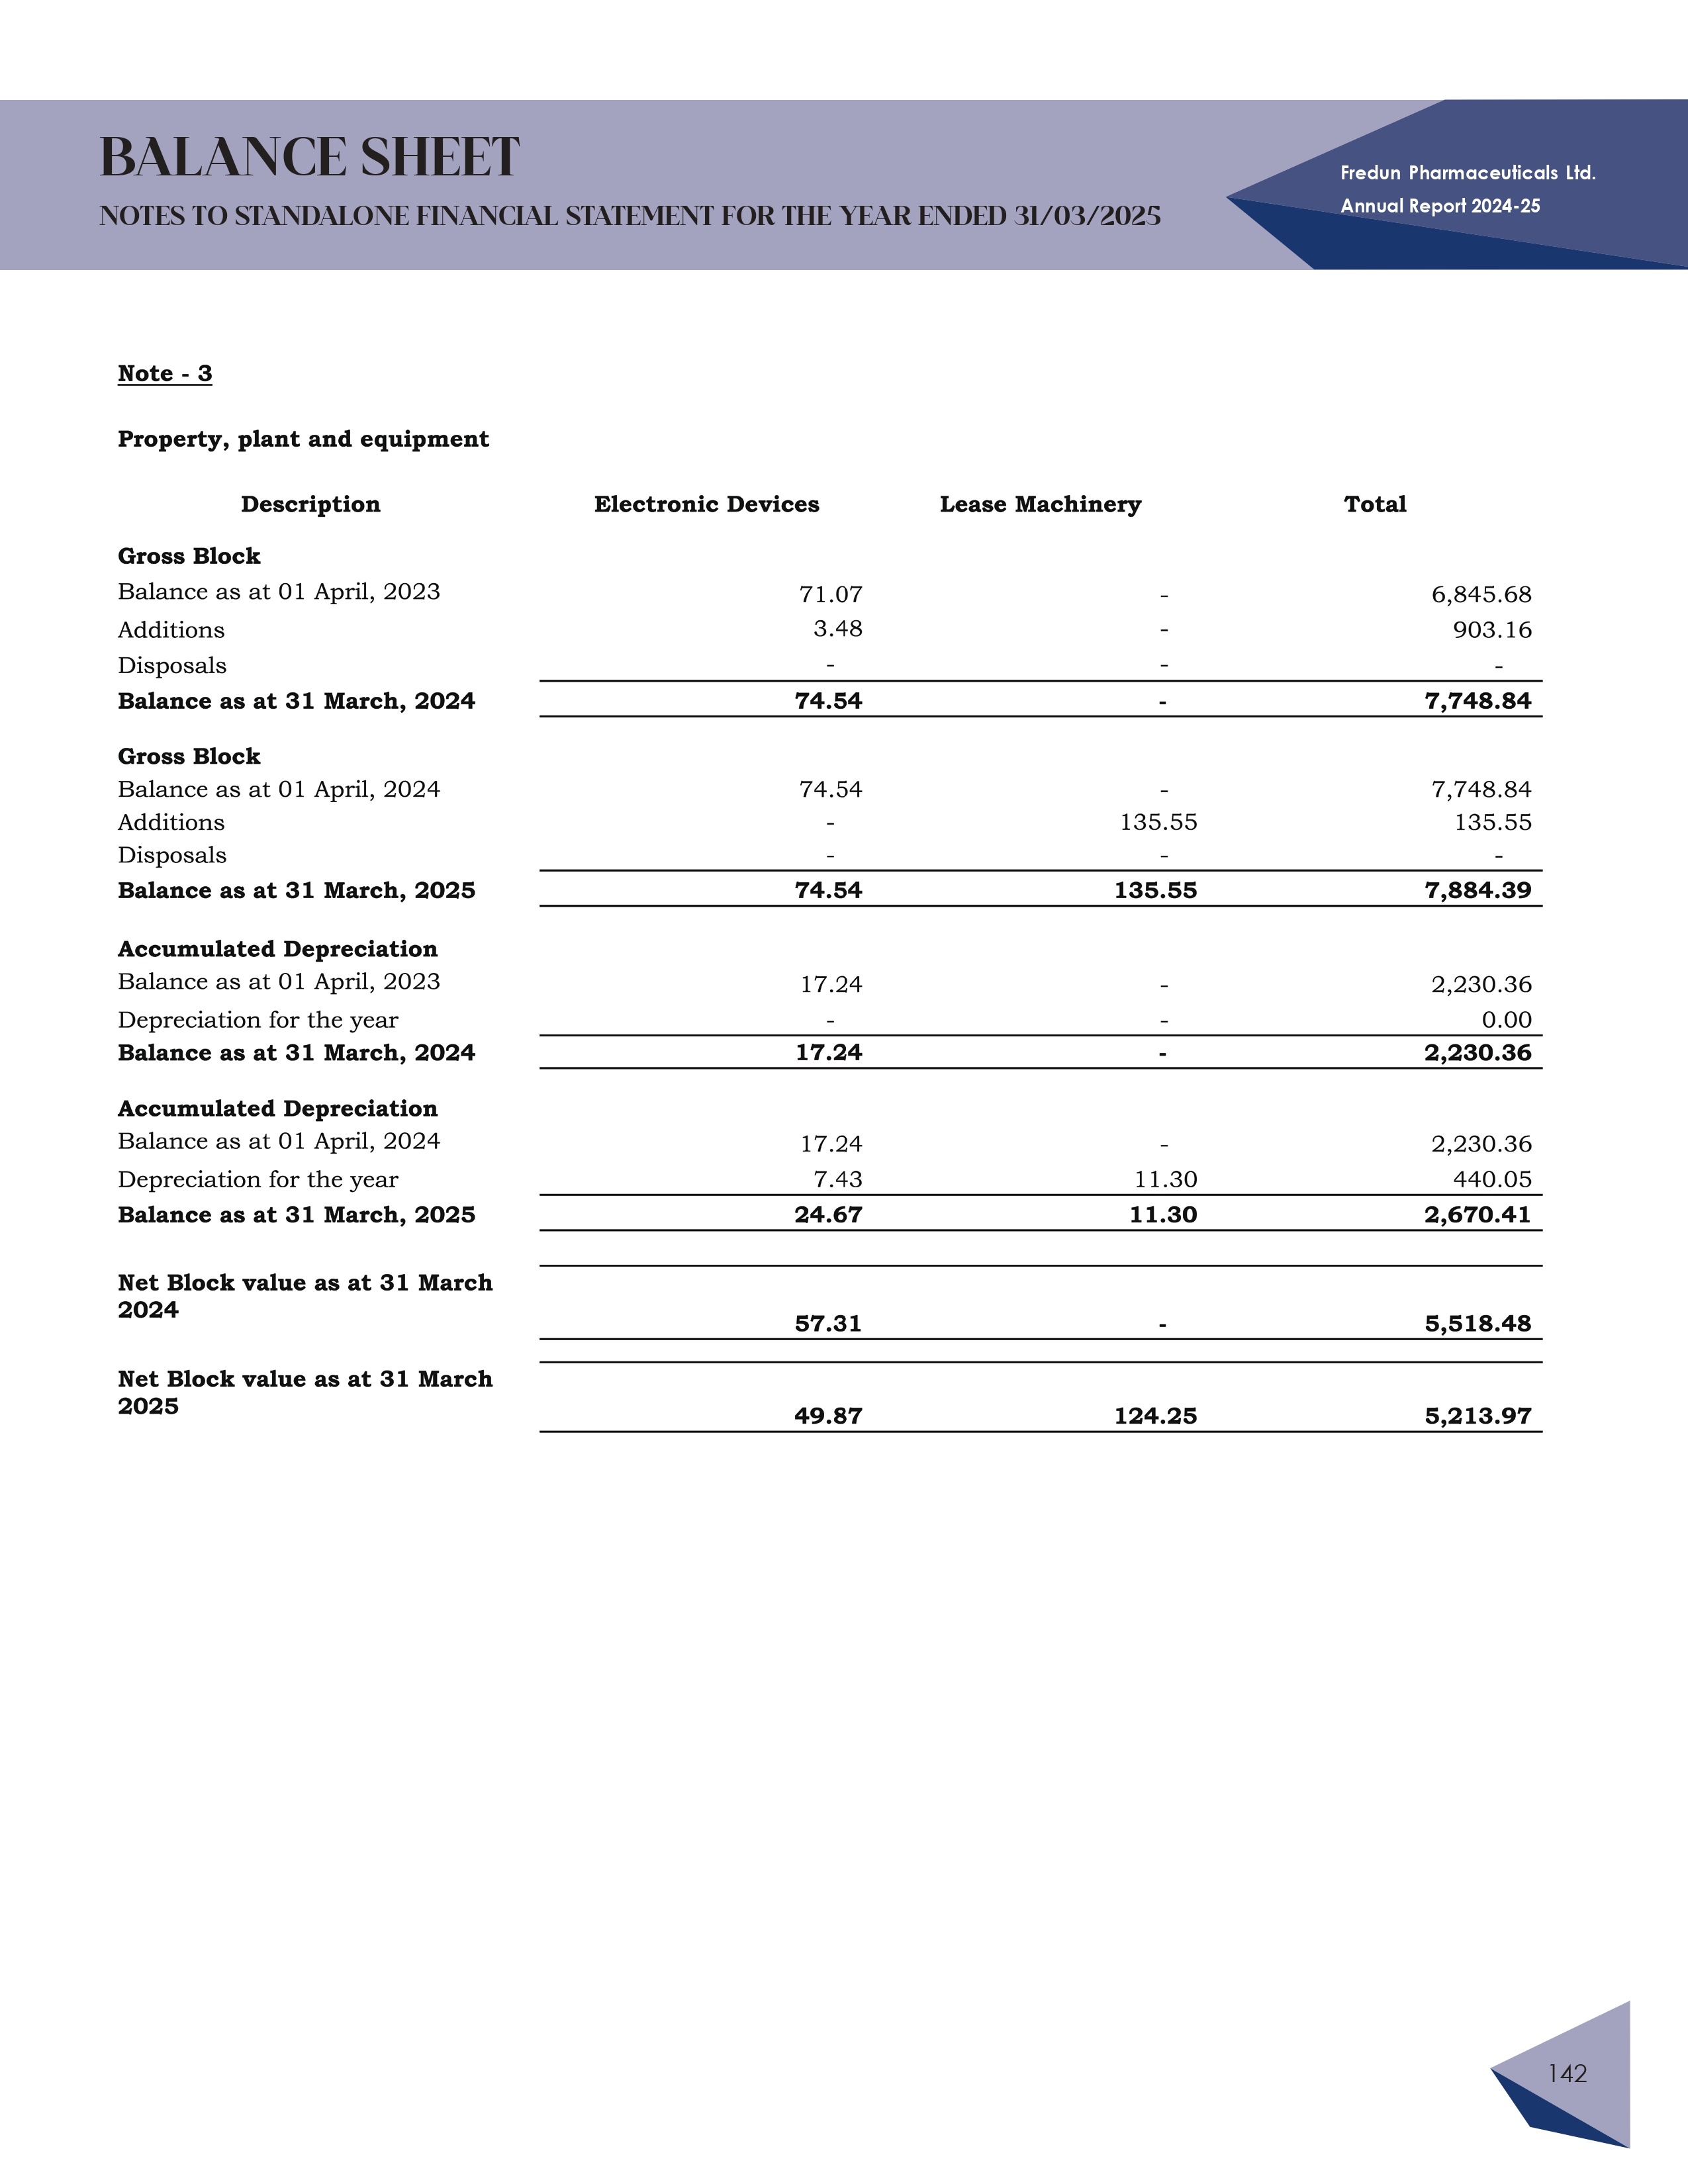 BALANCE SHEET
NOTES TO STANDALONE FINANCIAL STATEMENT FOR THE YEAR ENDED 31/03/2025
Fredun Pharmaceuticals Ltd.
Annual Report 2024-25
Note - 3
Property, plant and equipment
Description Electronic Devices Lease Machinery Total
Gross Block
Balance as at 01 April, 2023 71.07 - 6,845.68
Additions 3.48 - 903.16
Disposals - - -
Balance as at 31 March, 2024 74.54 - 7,748.84
Gross Block
Balance as at 01 April, 2024 74.54 - 7,748.84
Additions - 135.55 135.55
Disposals - - -
Balance as at 31 March, 2025 74.54 135.55 7,884.39
Accumulated Depreciation
Balance as at 01 April, 2023 17.24 - 2,230.36
Depreciation for the year - - 0.00
Balance as at 31 March, 2024 17.24 - 2,230.36
Accumulated Depreciation
Balance as at 01 April, 2024 17.24 - 2,230.36
Depreciation for the year 7.43 11.30 440.05
Balance as at 31 March, 2025 24.67 11.30 2,670.41
Net Block value as at 31 March
2024 57.31 - 5,518.48
Net Block value as at 31 March
2025 49.87 124.25 5,213.97
142